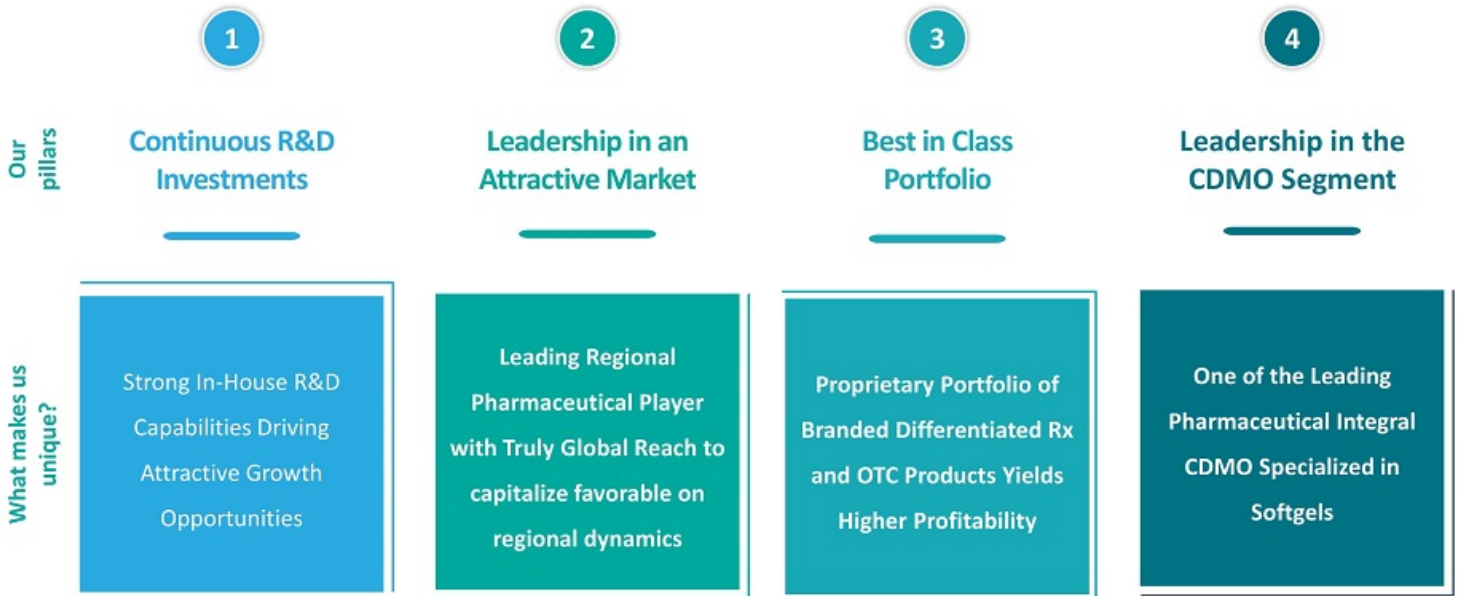 1
2
3
4
Our
pillars
Continuous R&D
Investments
Leadership in an
Attractive Market
Best in Class
Portfolio
Leadership in the
CDMO Segment
What makes us
unique?
Strong In-House R&D
Capabilities Driving
Attractive Growth
Opportunities
Leading Regional
Pharmaceutical Player
with Truly Global Reach to
capitalize favorable on
regional dynamics
Proprietary Portfolio of
Branded Differentiated Rx
and OTC Products Yields
Higher Profitability
One of the Leading
Pharmaceutical Integral
CDMO Specialized in
Softgels